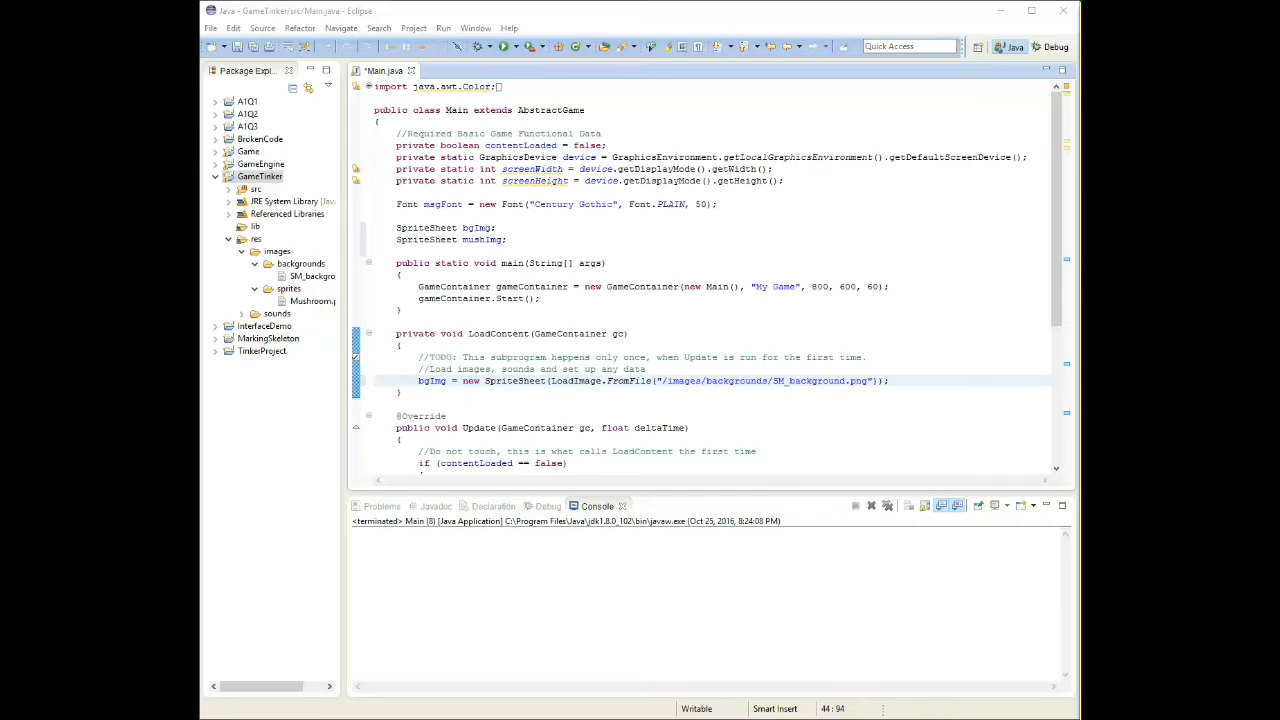 Java - GameTinker/src/Main.java - Eclipse
File Edit Source Refactor Navigate Search Project Run Window Help
Quick Access Java Debug
Package Expl...
A1Q1
A1Q2
A1Q3
BrokenCode
Game
GameEngine
GameTinker
src
JRE System Library [Jav
Referenced Libraries
lib
res
images
backgrounds
SM_backgro
sprites
Mushroom.p
sounds
InterfaceDemo
MarkingSkeleton
TinkerProject
*Main.java
import java.awt.Color;
public class Main extends AbstractGame
{
//Required Basic Game Functional Data
private boolean contentLoaded = false;
private static GraphicsDevice device = GraphicsEnvironment.getLocalGraphicsEnvironment().getDefaultScreenDevice();
private static int screenWidth = device.getDisplayMode().getWidth();
private static int screenHeight = device.getDisplayMode().getHeight();
Font msgFont = new Font("Century Gothic", Font.PLAIN, 50);
SpriteSheet bgImg;
SpriteSheet mushImg;
public static void main(String[] args)
{
GameContainer gameContainer = new GameContainer(new Main(), "My Game", 800, 600, 60);
gameContainer.Start();
}
private void LoadContent(GameContainer gc)
{
//TODO: This subprogram happens only once, when Update is run for the first time.
//Load images, sounds and set up any data
bgImg = new SpriteSheet(LoadImage.FromFile("/images/backgrounds/SM_background.png"));
}
@Override
public void Update(GameContainer gc, float deltaTime)
{
//Do not touch, this is what calls LoadContent the first time
if (contentLoaded == false)
Problems Javadoc Declaration Debug Console
<terminated> Main (8) [Java Application] C:\Program Files\Java\jdk1.8.0_102\bin\javaw.exe (Oct 25, 2016, 8:24:08 PM)
Writable Smart Insert 44 : 94